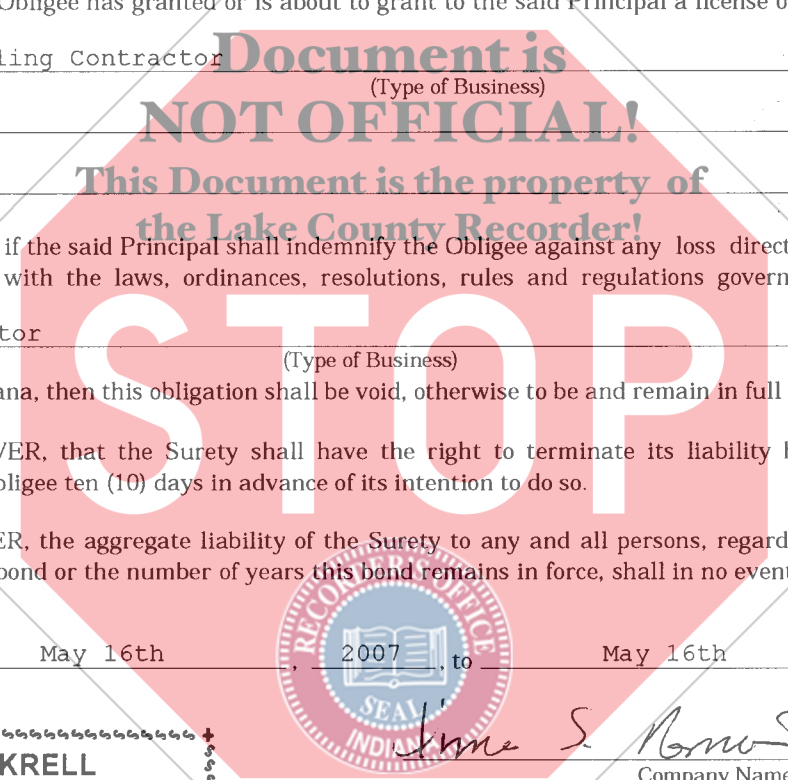 Obligee has granted or is about to grant to the said Principal a license o
ling Contractor
Document is
(Type of Business)
NOT OFFICIAL!
This Document is the property of
the Lake County Recorder!
if the said Principal shall indemnify the Obligee against any loss direct
with the laws, ordinances, resolutions, rules and regulations govern
tor
STOP
(Type of Business)
ana, then this obligation shall be void, otherwise to be and remain in full
VER, that the Surety shall have the right to terminate its liability h
bligee ten (10) days in advance of its intention to do so.
ER, the aggregate liability of the Surety to any and all persons, regard
bond or the number of years this bond remains in force, shall in no event
RECORDER'S OFFICE
May 16th , 2007 , to May 16th
SEAL
INDIANA
KRELL
Company Name